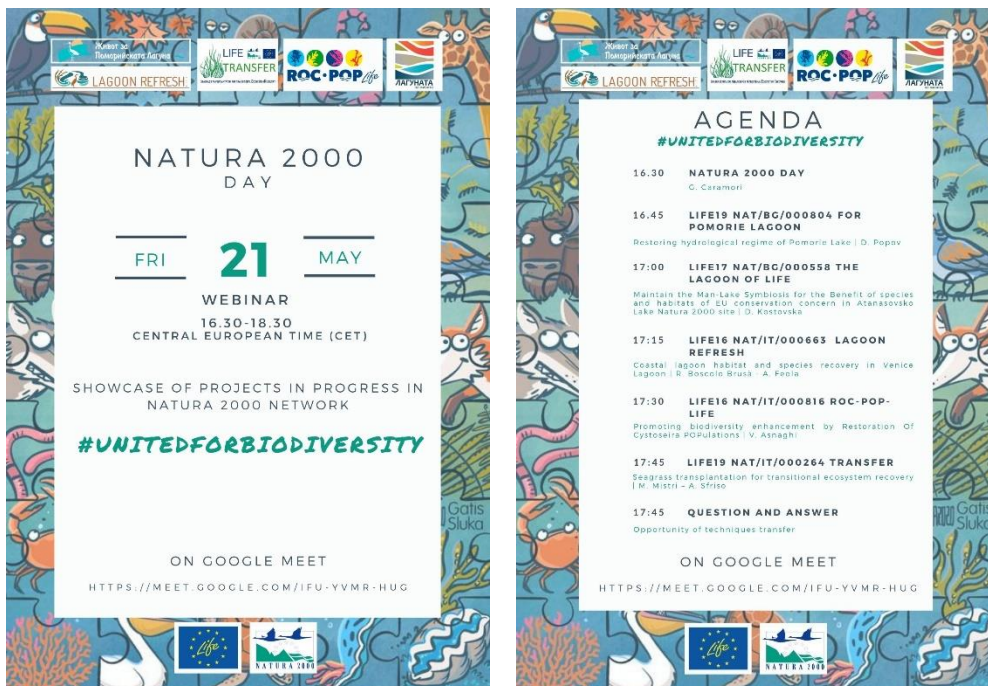 Живот за
Поморийската Лагуна
LAGOON REFRESH
LIFE
TRANSFER
ROC·POP Life
ЛАГУНАТА
NATURA 2000
DAY
FRI
21
MAY
WEBINAR
16.30-18.30
CENTRAL EUROPEAN TIME (CET)
SHOWCASE OF PROJECTS IN PROGRESS IN
NATURA 2000 NETWORK
#UNITEDFORBIODIVERSITY
Gatis
Sluka
ON GOOGLE MEET
HTTPS://MEET.GOOGLE.COM/IFU-YVMR-HUG
Life
NATURA 2000
Живот за
Поморийската Лагуна
LAGOON REFRESH
LIFE
TRANSFER
ROC·POP Life
ЛАГУНАТА
AGENDA
#UNITEDFORBIODIVERSITY
16.30 NATURA 2000 DAY
G. Caramori
16.45 LIFE19 NAT/BG/000804 FOR
POMORIE LAGOON
Restoring hydrological regime of Pomorie Lake | D. Popov
17:00 LIFE17 NAT/BG/000558 THE
LAGOON OF LIFE
Maintain the Man-Lake Symbiosis for the Benefit of species
and habitats of EU conservation concern in Atanasovsko
Lake Natura 2000 site | D. Kostovska
17:15 LIFE16 NAT/IT/000663 LAGOON
REFRESH
Coastal lagoon habitat and species recovery in Venice
Lagoon | R. Boscolo Brusà - A. Feola
17:30 LIFE16 NAT/IT/000816 ROC-POP-
LIFE
Promoting biodiversity enhancement by Restoration Of
Cystoseira POPulations | V. Asnaghi
17:45 LIFE19 NAT/IT/000264 TRANSFER
Seagrass transplantation for transitional ecosystem recovery
| M. Mistri – A. Sfriso
17:45 QUESTION AND ANSWER
Opportunity of techniques transfer
Gatis
Sluka
ON GOOGLE MEET
HTTPS://MEET.GOOGLE.COM/IFU-YVMR-HUG
Life
NATURA 2000